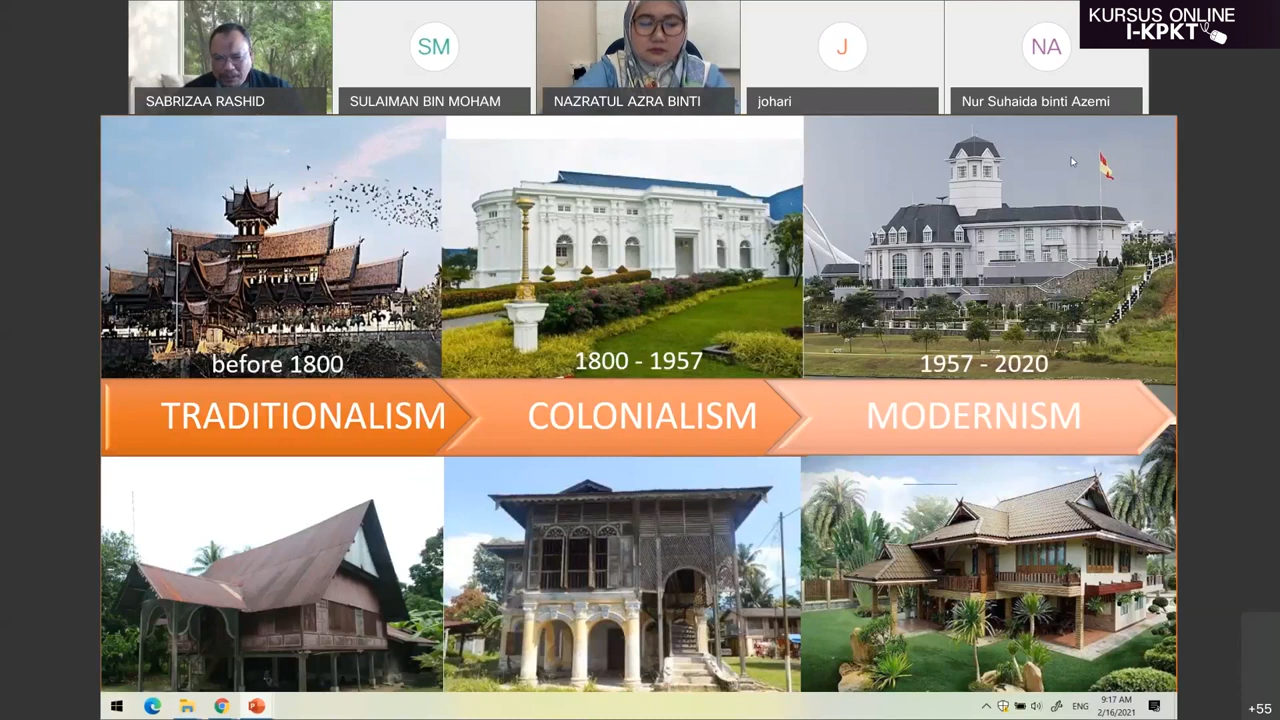 KURSUS ONLINE
I-KPKT
SM
J
NA
SABRIZAA RASHID
SULAIMAN BIN MOHAM
NAZRATUL AZRA BINTI
johari
Nur Suhaida binti Azemi
before 1800
1800 - 1957
1957 - 2020
TRADITIONALISM
COLONIALISM
MODERNISM
ENG
9:17 AM
2/16/2021
+55